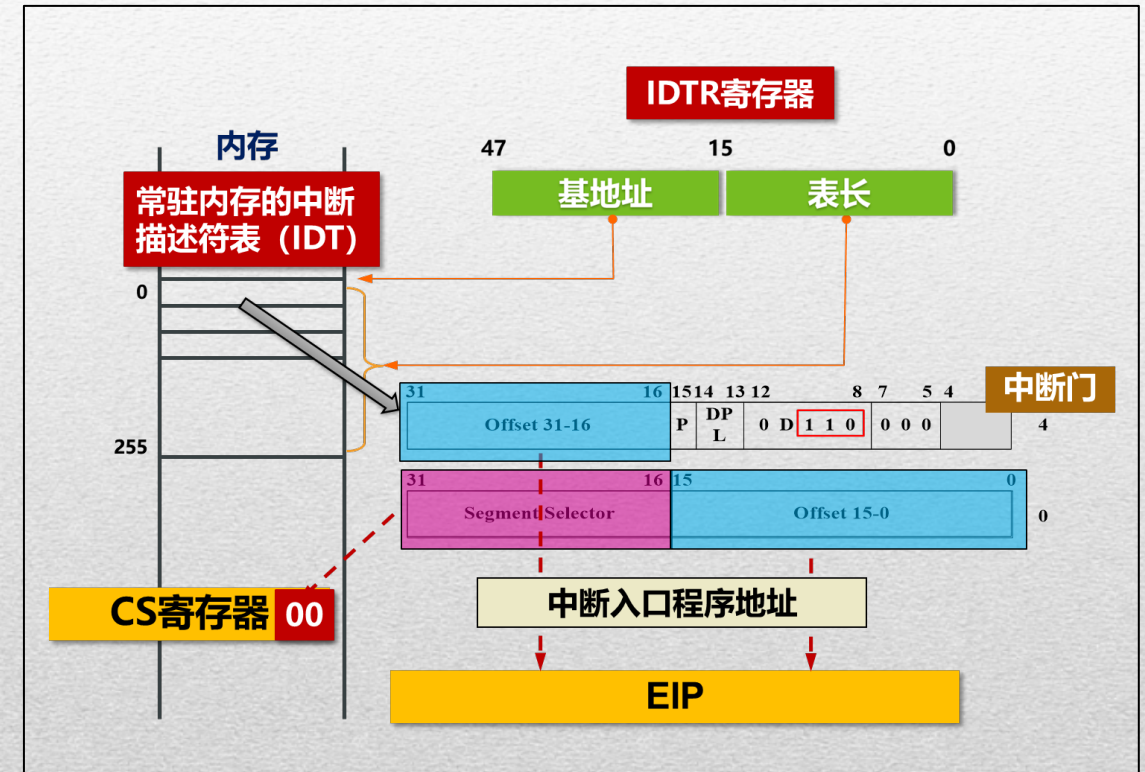 IDTR寄存器
内存
47 15 0
基地址 表长
常驻内存的中断
描述符表（IDT）
0
255
中断门
31 16 15 14 13 12 8 7 5 4
Offset 31-16 P DP
L 0 D 1 1 0 0 0 0 4
31 16 15 0
Segment Selector Offset 15-0 0
中断入口程序地址
CS寄存器 00
EIP